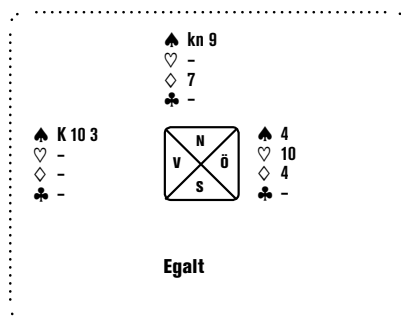 ♠ kn 9
♡ –
♢ 7
♣ –
♠ K 10 3
♡ –
♢ –
♣ –
N
V Ö
S
♠ 4
♡ 10
♢ 4
♣ –
Egalt